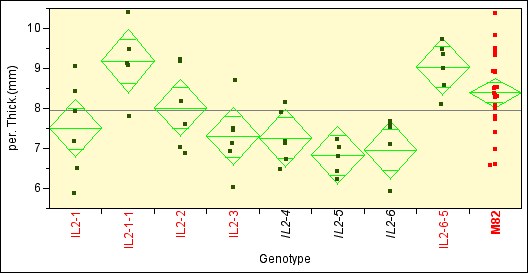 per. Thick.(mm)
10
9
8
7
6
IL2-1
IL2-1-1
IL2-2
IL2-3
IL2-4
IL2-5
IL2-6
IL2-6-5
M82
Genotype